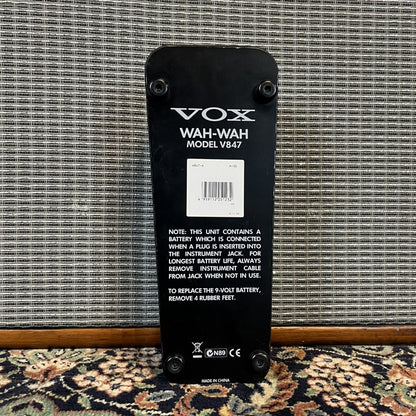 VOX
WAH-WAH
MODEL V847
NOTE: THIS UNIT CONTAINS A
BATTERY WHICH IS CONNECTED
WHEN A PLUG IS INSERTED INTO
THE INSTRUMENT JACK. FOR
LONGEST BATTERY LIFE, ALWAYS
REMOVE INSTRUMENT CABLE
FROM JACK WHEN NOT IN USE.
TO REPLACE THE 9-VOLT BATTERY,
REMOVE 4 RUBBER FEET.
N89 CE
MADE IN CHINA